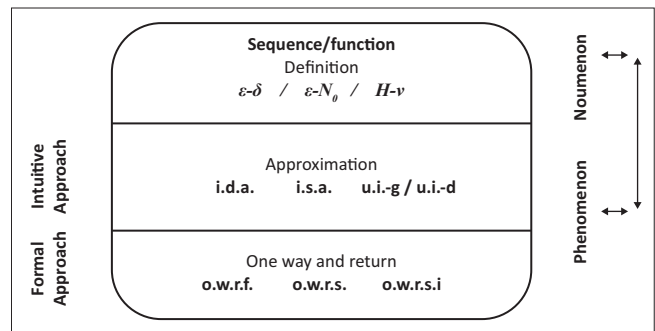 Sequence/function
Definition
ε-δ / ε-N₀ / H-v
Noumenon
Intuitive
Approach
Approximation
i.d.a. i.s.a. u.i.-g / u.i.-d
Phenomenon
Formal
Approach
One way and return
o.w.r.f. o.w.r.s. o.w.r.s.i